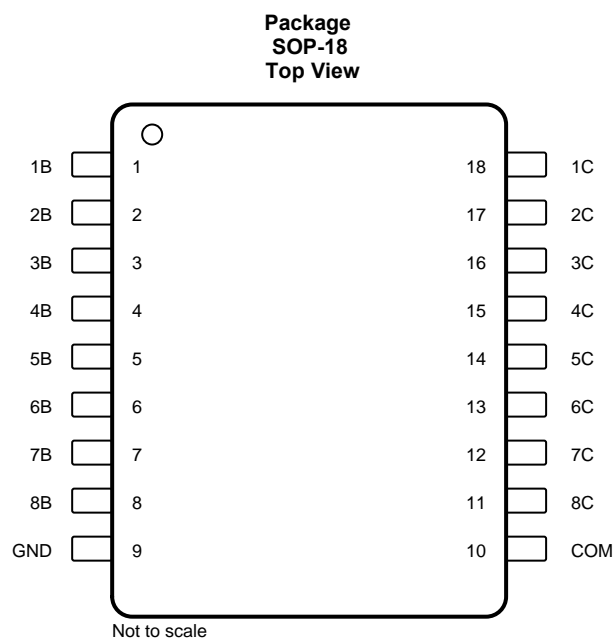 Package
SOP-18
Top View
1B 1 18 1C
2B 2 17 2C
3B 3 16 3C
4B 4 15 4C
5B 5 14 5C
6B 6 13 6C
7B 7 12 7C
8B 8 11 8C
GND 9 10 COM
Not to scale